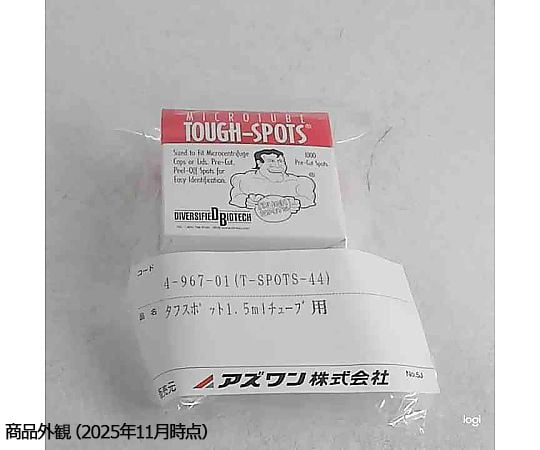 MICROTUBE
TOUGH-SPOTS®
Sized to Fit Microcentrifuge
Caps or Lids. Pre-Cut,
Peel-Off Spots for
Easy Identification.
1000
Pre-Cut Spots
DIVERSIFIED BIOTECH
コード
4-967-01(T-SPOTS-44)
品 名
タフスポット1.5mlチューブ用
発売元
アズワン 株式会社
No.5J
logi
商品外観 (2025年11月時点)